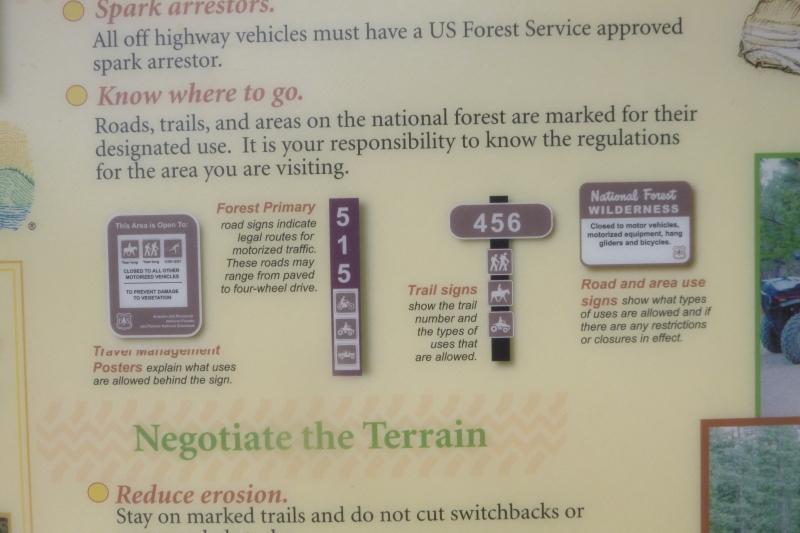 Spark arrestors.
All off highway vehicles must have a US Forest Service approved
spark arrestor.
Know where to go.
Roads, trails, and areas on the national forest are marked for their
designated use. It is your responsibility to know the regulations
for the area you are visiting.
®
This Area is Open To:
CLOSED TO ALL OTHER
MOTORIZED VEHICLES
TO PREVENT DAMAGE
TO VEGETATION
Travel Management
Posters explain what uses
are allowed behind the sign.
Forest Primary
road signs indicate
legal routes for
motorized traffic.
These roads may
range from paved
to four-wheel drive.
5
1
5
456
Trail signs
show the trail
number and
the types of
uses that
are allowed.
National Forest
WILDERNESS
Closed to motor vehicles,
motorized equipment, hang
gliders and bicycles.
Road and area use
signs show what types
of uses are allowed and if
there are any restrictions
or closures in effect.
Negotiate the Terrain
Reduce erosion.
Stay on marked trails and do not cut switchbacks or